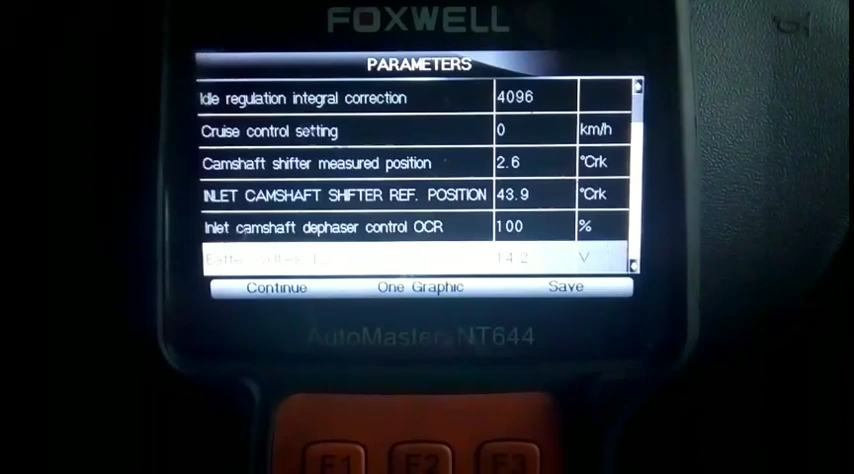 FOXWELL
PARAMETERS
Idle regulation integral correction 4096
Cruise control setting 0 km/h
Camshaft shifter measured position 2.6 °Crk
INLET CAMSHAFT SHIFTER REF. POSITION 43.9 °Crk
Inlet camshaft dephaser control OCR 100 %
14.2 V
Continue One Graphic Save
AutoMaster NT644
F1 F2 F3